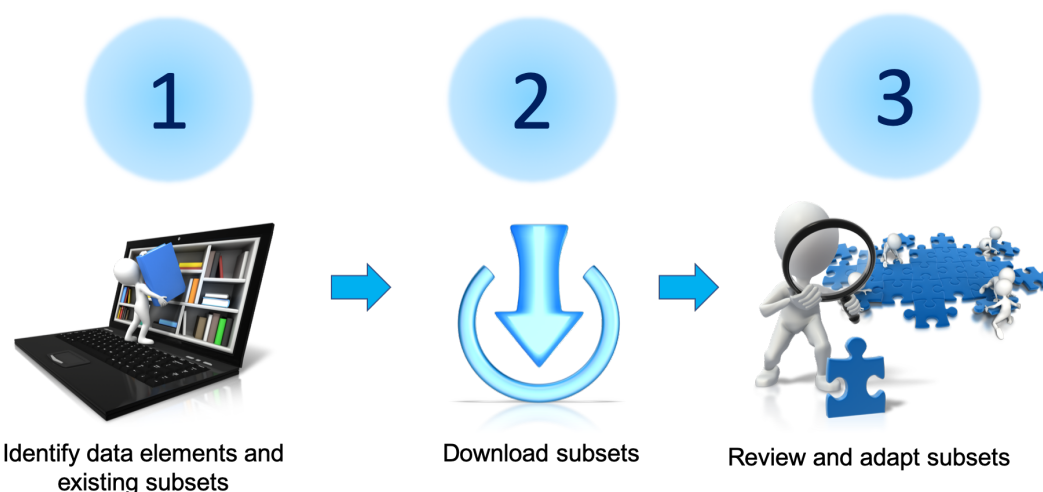 1
2
3
Identify data elements and
existing subsets
Download subsets
Review and adapt subsets